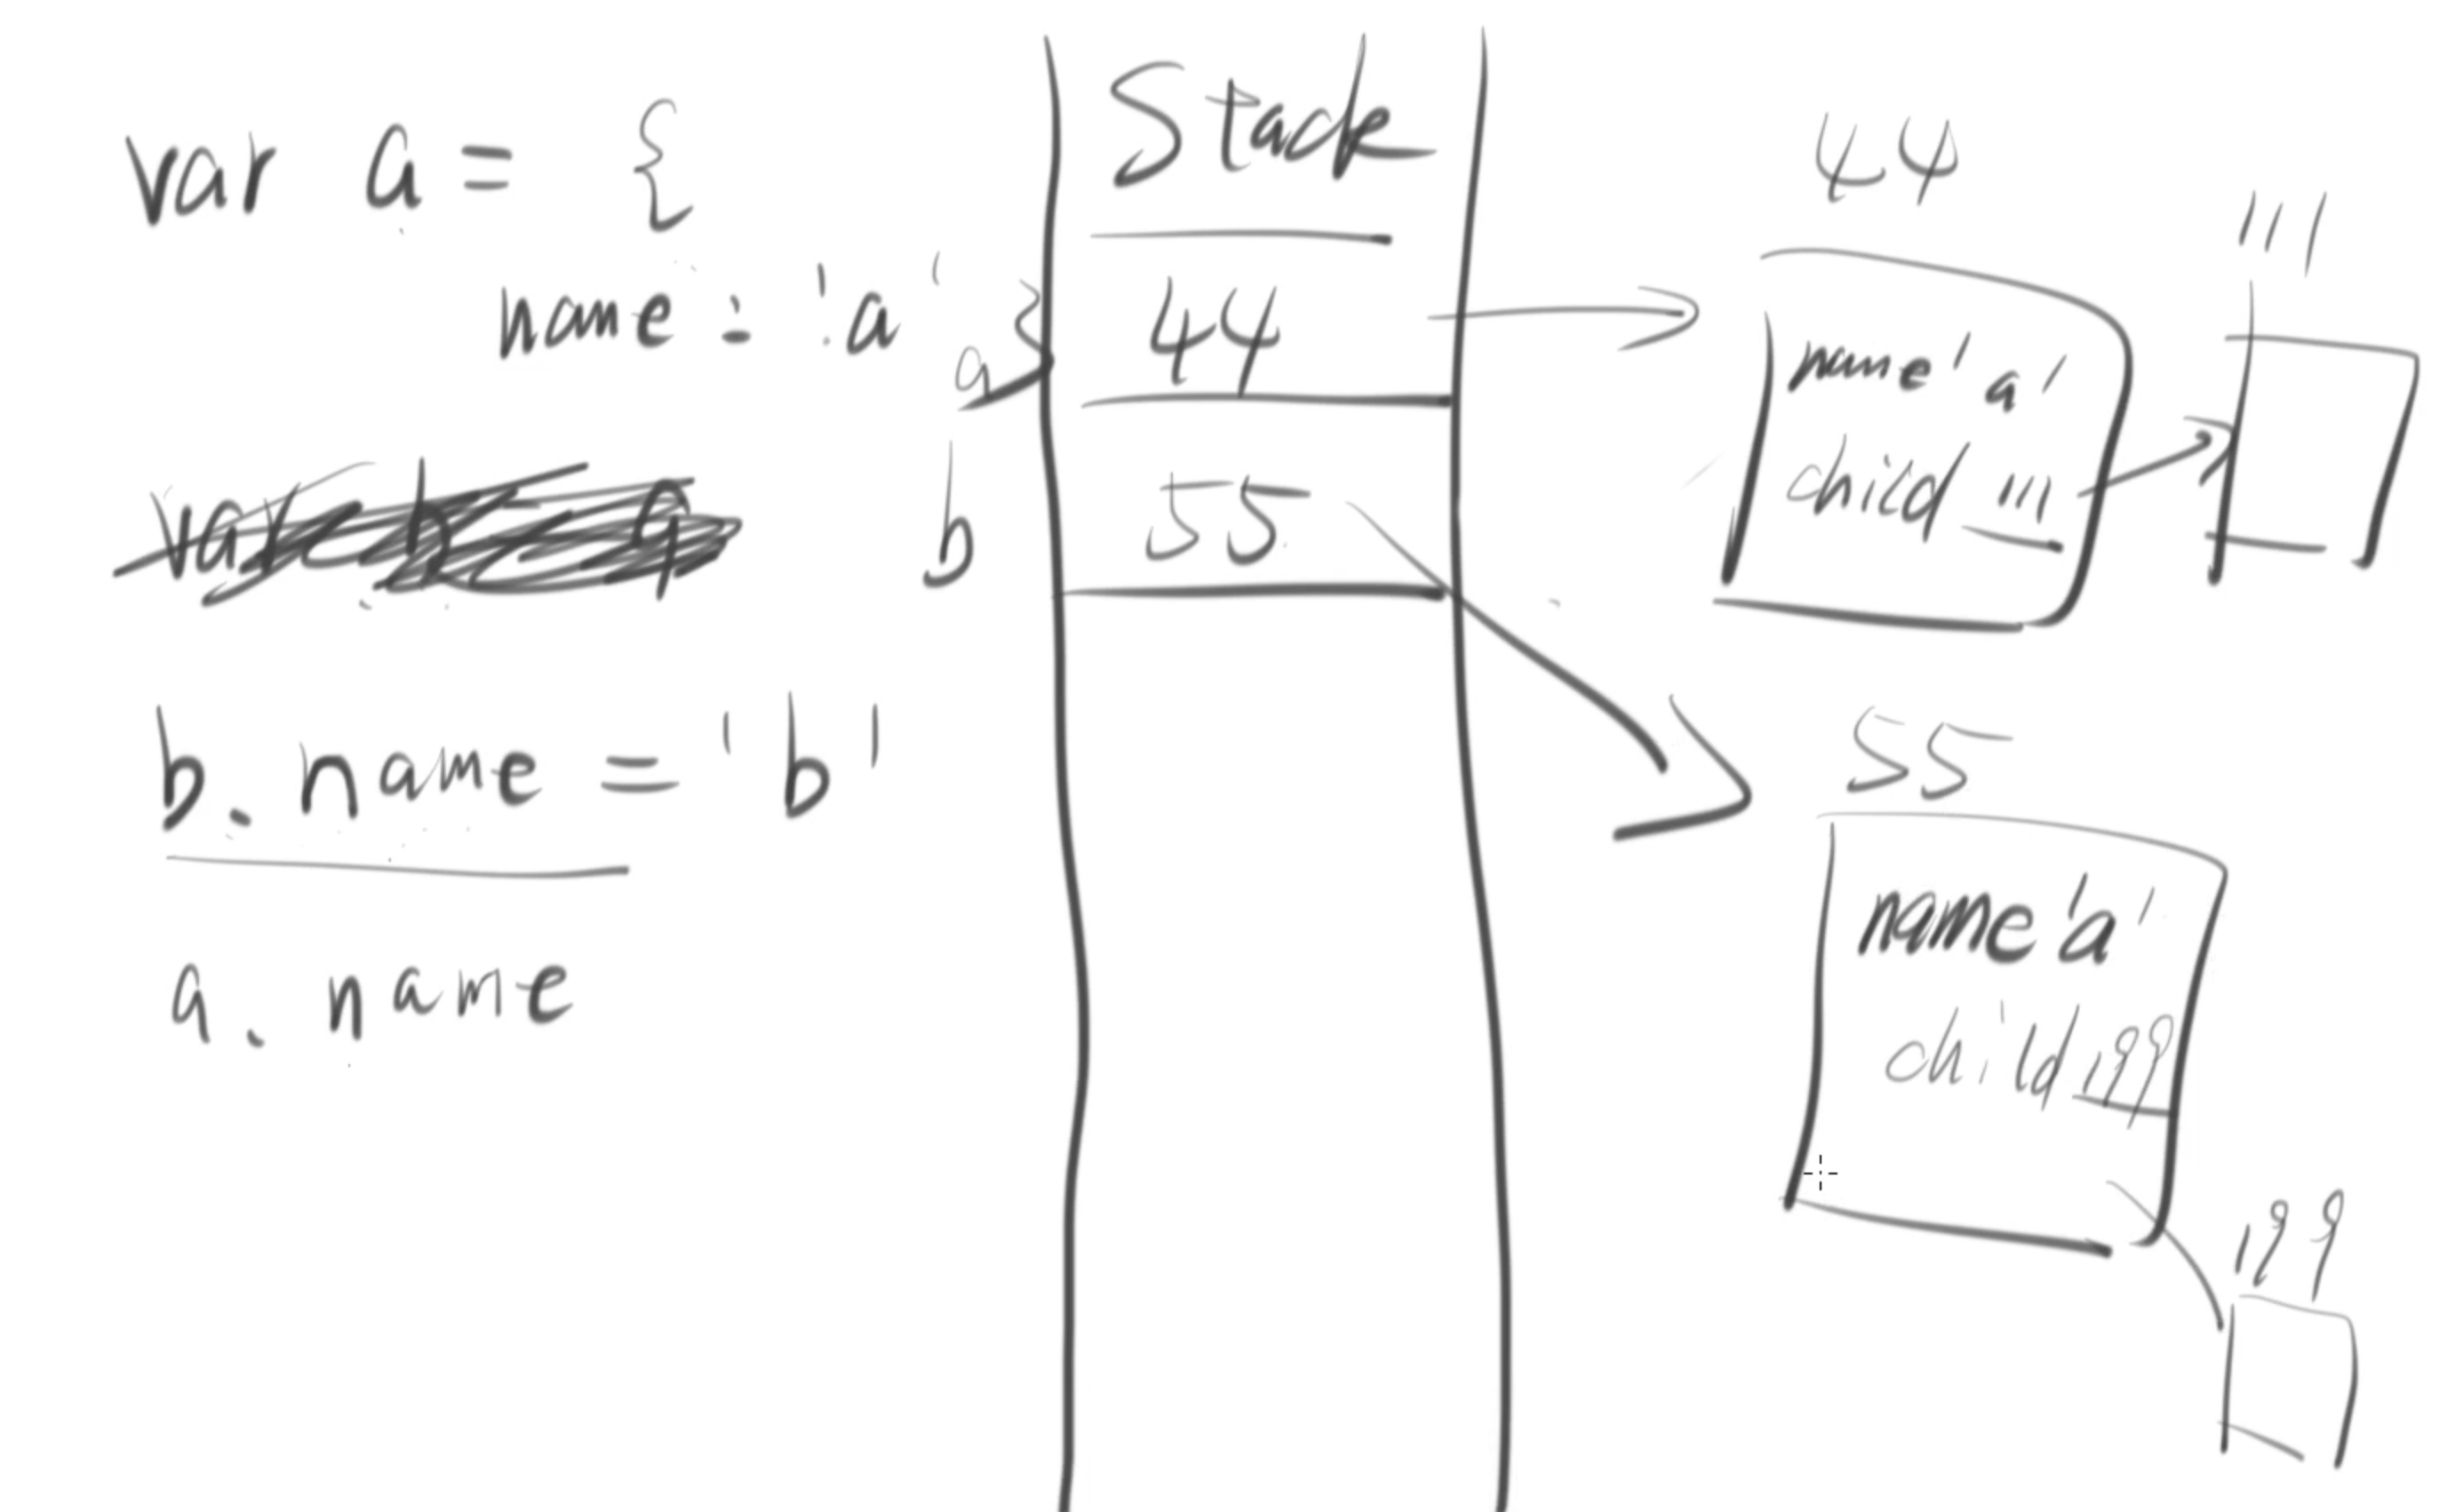 var a = {
name : 'a' }
b.name = 'b'
a.name
Stack
a 44
b 55
44
name 'a'
child 111
111
55
name 'a'
child 199
199